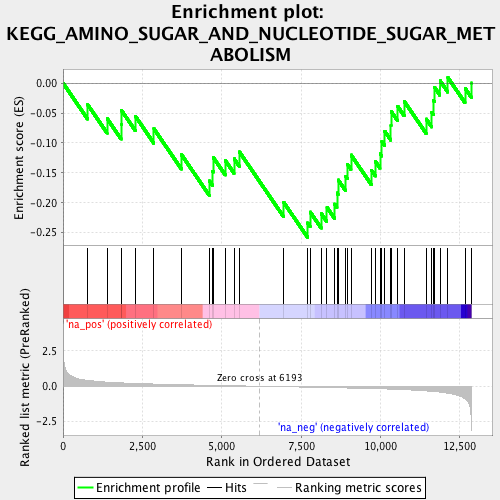 Enrichment plot:
KEGG_AMINO_SUGAR_AND_NUCLEOTIDE_SUGAR_MET
ABOLISM
Enrichment score (ES)
0.00
-0.05
-0.10
-0.15
-0.20
-0.25
'na_pos' (positively correlated)
Ranked list metric (PreRanked)
2.5
0.0
-2.5
Zero cross at 6193
'na_neg' (negatively correlated)
0
2,500
5,000
7,500
10,000
12,500
Rank in Ordered Dataset
Enrichment profile
Hits
Ranking metric scores